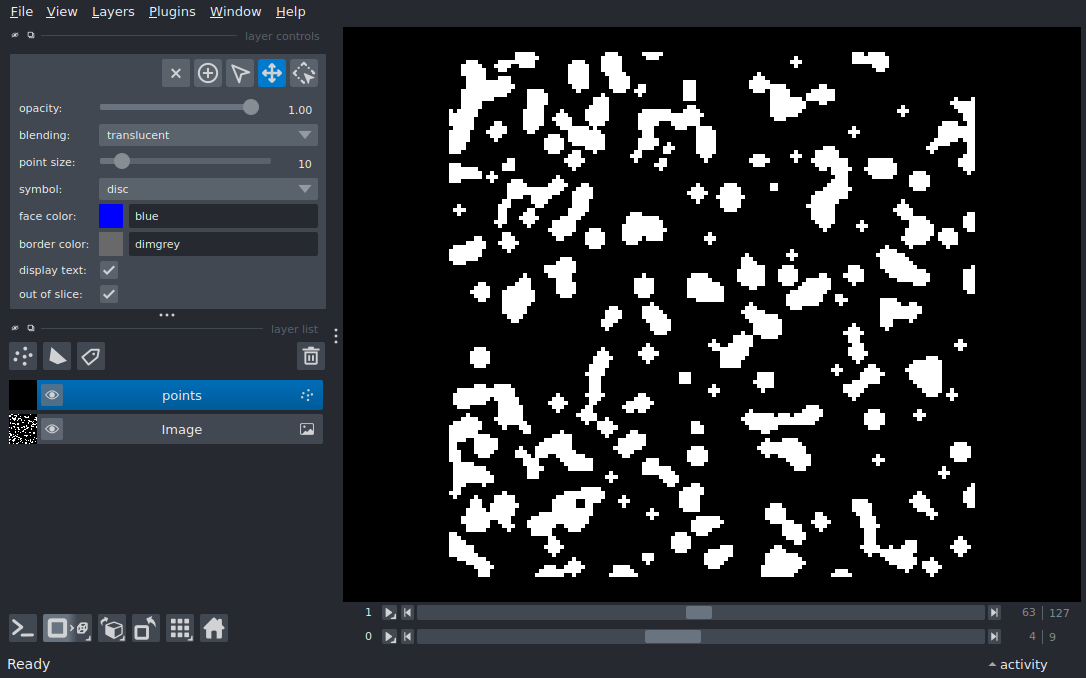 File View Layers Plugins Window Help
layer controls
opacity: 1.00
blending: translucent
point size: 10
symbol: disc
face color: blue
border color: dimgrey
display text:
out of slice:
layer list
points
Image
1 63 127
0 4 9
Ready activity